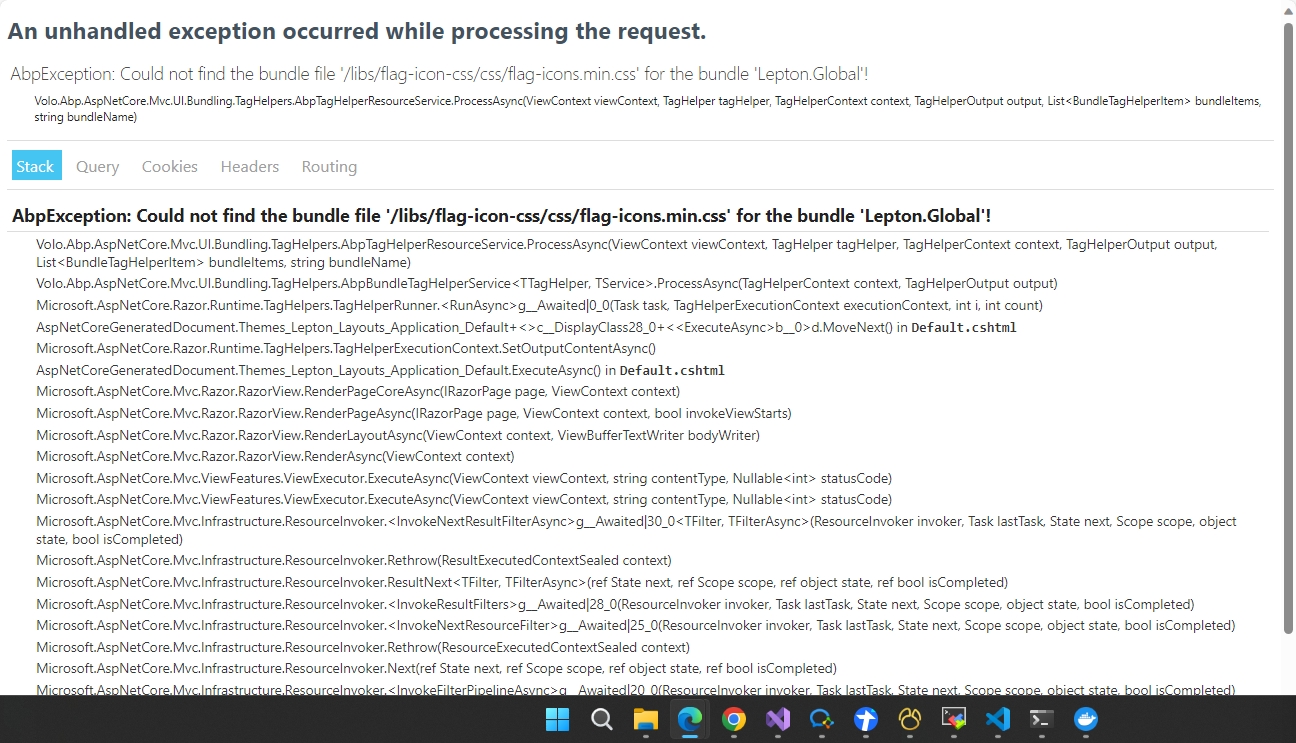 An unhandled exception occurred while processing the request.
AbpException: Could not find the bundle file '/libs/flag-icon-css/css/flag-icons.min.css' for the bundle 'Lepton.Global'!
Volo.Abp.AspNetCore.Mvc.UI.Bundling.TagHelpers.AbpTagHelperResourceService.ProcessAsync(ViewContext viewContext, TagHelper tagHelper, TagHelperContext context, TagHelperOutput output, List<BundleTagHelperItem> bundleItems,
string bundleName)
Stack Query Cookies Headers Routing
AbpException: Could not find the bundle file '/libs/flag-icon-css/css/flag-icons.min.css' for the bundle 'Lepton.Global'!
Volo.Abp.AspNetCore.Mvc.UI.Bundling.TagHelpers.AbpTagHelperResourceService.ProcessAsync(ViewContext viewContext, TagHelper tagHelper, TagHelperContext context, TagHelperOutput output,
List<BundleTagHelperItem> bundleItems, string bundleName)
Volo.Abp.AspNetCore.Mvc.UI.Bundling.TagHelpers.AbpBundleTagHelperService<TTagHelper, TService>.ProcessAsync(TagHelperContext context, TagHelperOutput output)
Microsoft.AspNetCore.Razor.Runtime.TagHelpers.TagHelperRunner.<RunAsync>g__Awaited|0_0(Task task, TagHelperExecutionContext executionContext, int i, int count)
AspNetCoreGeneratedDocument.Themes_Lepton_Layouts_Application_Default+<>c__DisplayClass28_0+<<ExecuteAsync>b__0>d.MoveNext() in Default.cshtml
Microsoft.AspNetCore.Razor.Runtime.TagHelpers.TagHelperExecutionContext.SetOutputContentAsync()
AspNetCoreGeneratedDocument.Themes_Lepton_Layouts_Application_Default.ExecuteAsync() in Default.cshtml
Microsoft.AspNetCore.Mvc.Razor.RazorView.RenderPageCoreAsync(IRazorPage page, ViewContext context)
Microsoft.AspNetCore.Mvc.Razor.RazorView.RenderPageAsync(IRazorPage page, ViewContext context, bool invokeViewStarts)
Microsoft.AspNetCore.Mvc.Razor.RazorView.RenderLayoutAsync(ViewContext context, ViewBufferTextWriter bodyWriter)
Microsoft.AspNetCore.Mvc.Razor.RazorView.RenderAsync(ViewContext context)
Microsoft.AspNetCore.Mvc.ViewFeatures.ViewExecutor.ExecuteAsync(ViewContext viewContext, string contentType, Nullable<int> statusCode)
Microsoft.AspNetCore.Mvc.ViewFeatures.ViewExecutor.ExecuteAsync(ViewContext viewContext, string contentType, Nullable<int> statusCode)
Microsoft.AspNetCore.Mvc.Infrastructure.ResourceInvoker.<InvokeNextResultFilterAsync>g__Awaited|30_0<TFilter, TFilterAsync>(ResourceInvoker invoker, Task lastTask, State next, Scope scope, object
state, bool isCompleted)
Microsoft.AspNetCore.Mvc.Infrastructure.ResourceInvoker.Rethrow(ResultExecutedContextSealed context)
Microsoft.AspNetCore.Mvc.Infrastructure.ResourceInvoker.ResultNext<TFilter, TFilterAsync>(ref State next, ref Scope scope, ref object state, ref bool isCompleted)
Microsoft.AspNetCore.Mvc.Infrastructure.ResourceInvoker.<InvokeResultFilters>g__Awaited|28_0(ResourceInvoker invoker, Task lastTask, State next, Scope scope, object state, bool isCompleted)
Microsoft.AspNetCore.Mvc.Infrastructure.ResourceInvoker.<InvokeNextResourceFilter>g__Awaited|25_0(ResourceInvoker invoker, Task lastTask, State next, Scope scope, object state, bool isCompleted)
Microsoft.AspNetCore.Mvc.Infrastructure.ResourceInvoker.Rethrow(ResourceExecutedContextSealed context)
Microsoft.AspNetCore.Mvc.Infrastructure.ResourceInvoker.Next(ref State next, ref Scope scope, ref object state, ref bool isCompleted)
Microsoft.AspNetCore.Mvc.Infrastructure.ResourceInvoker.<InvokeFilterPipelineAsync>g__Awaited|20_0(ResourceInvoker invoker, Task lastTask, State next, Scope scope, object state, bool isCompleted)